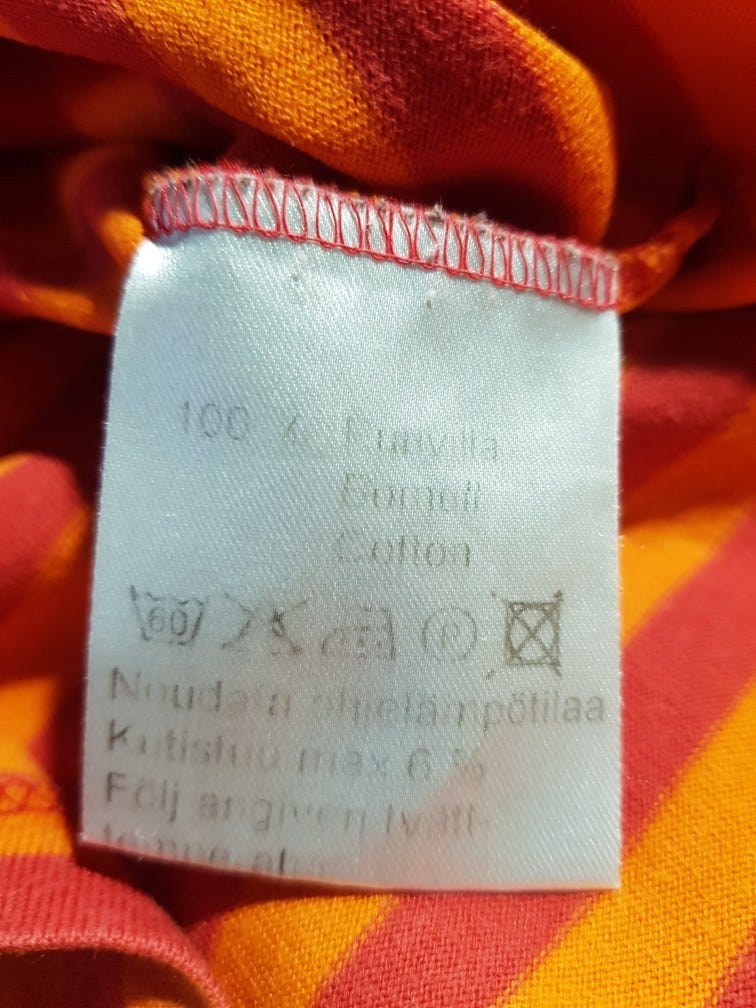 100 % Puuvilla
Bomull
Cotton
60 P
Noudata ohjelämpötilaa
Kutistuu max 6 %
Följ angiven tvätt-